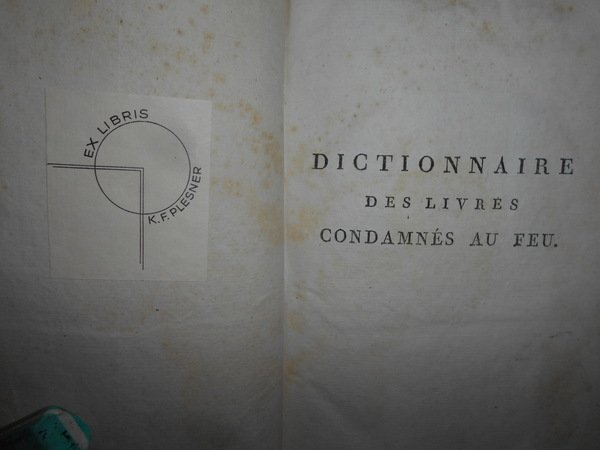 EX LIBRIS
K. F. PLESNER
DICTIONNAIRE
DES LIVRES
CONDAMNÉS AU FEU.